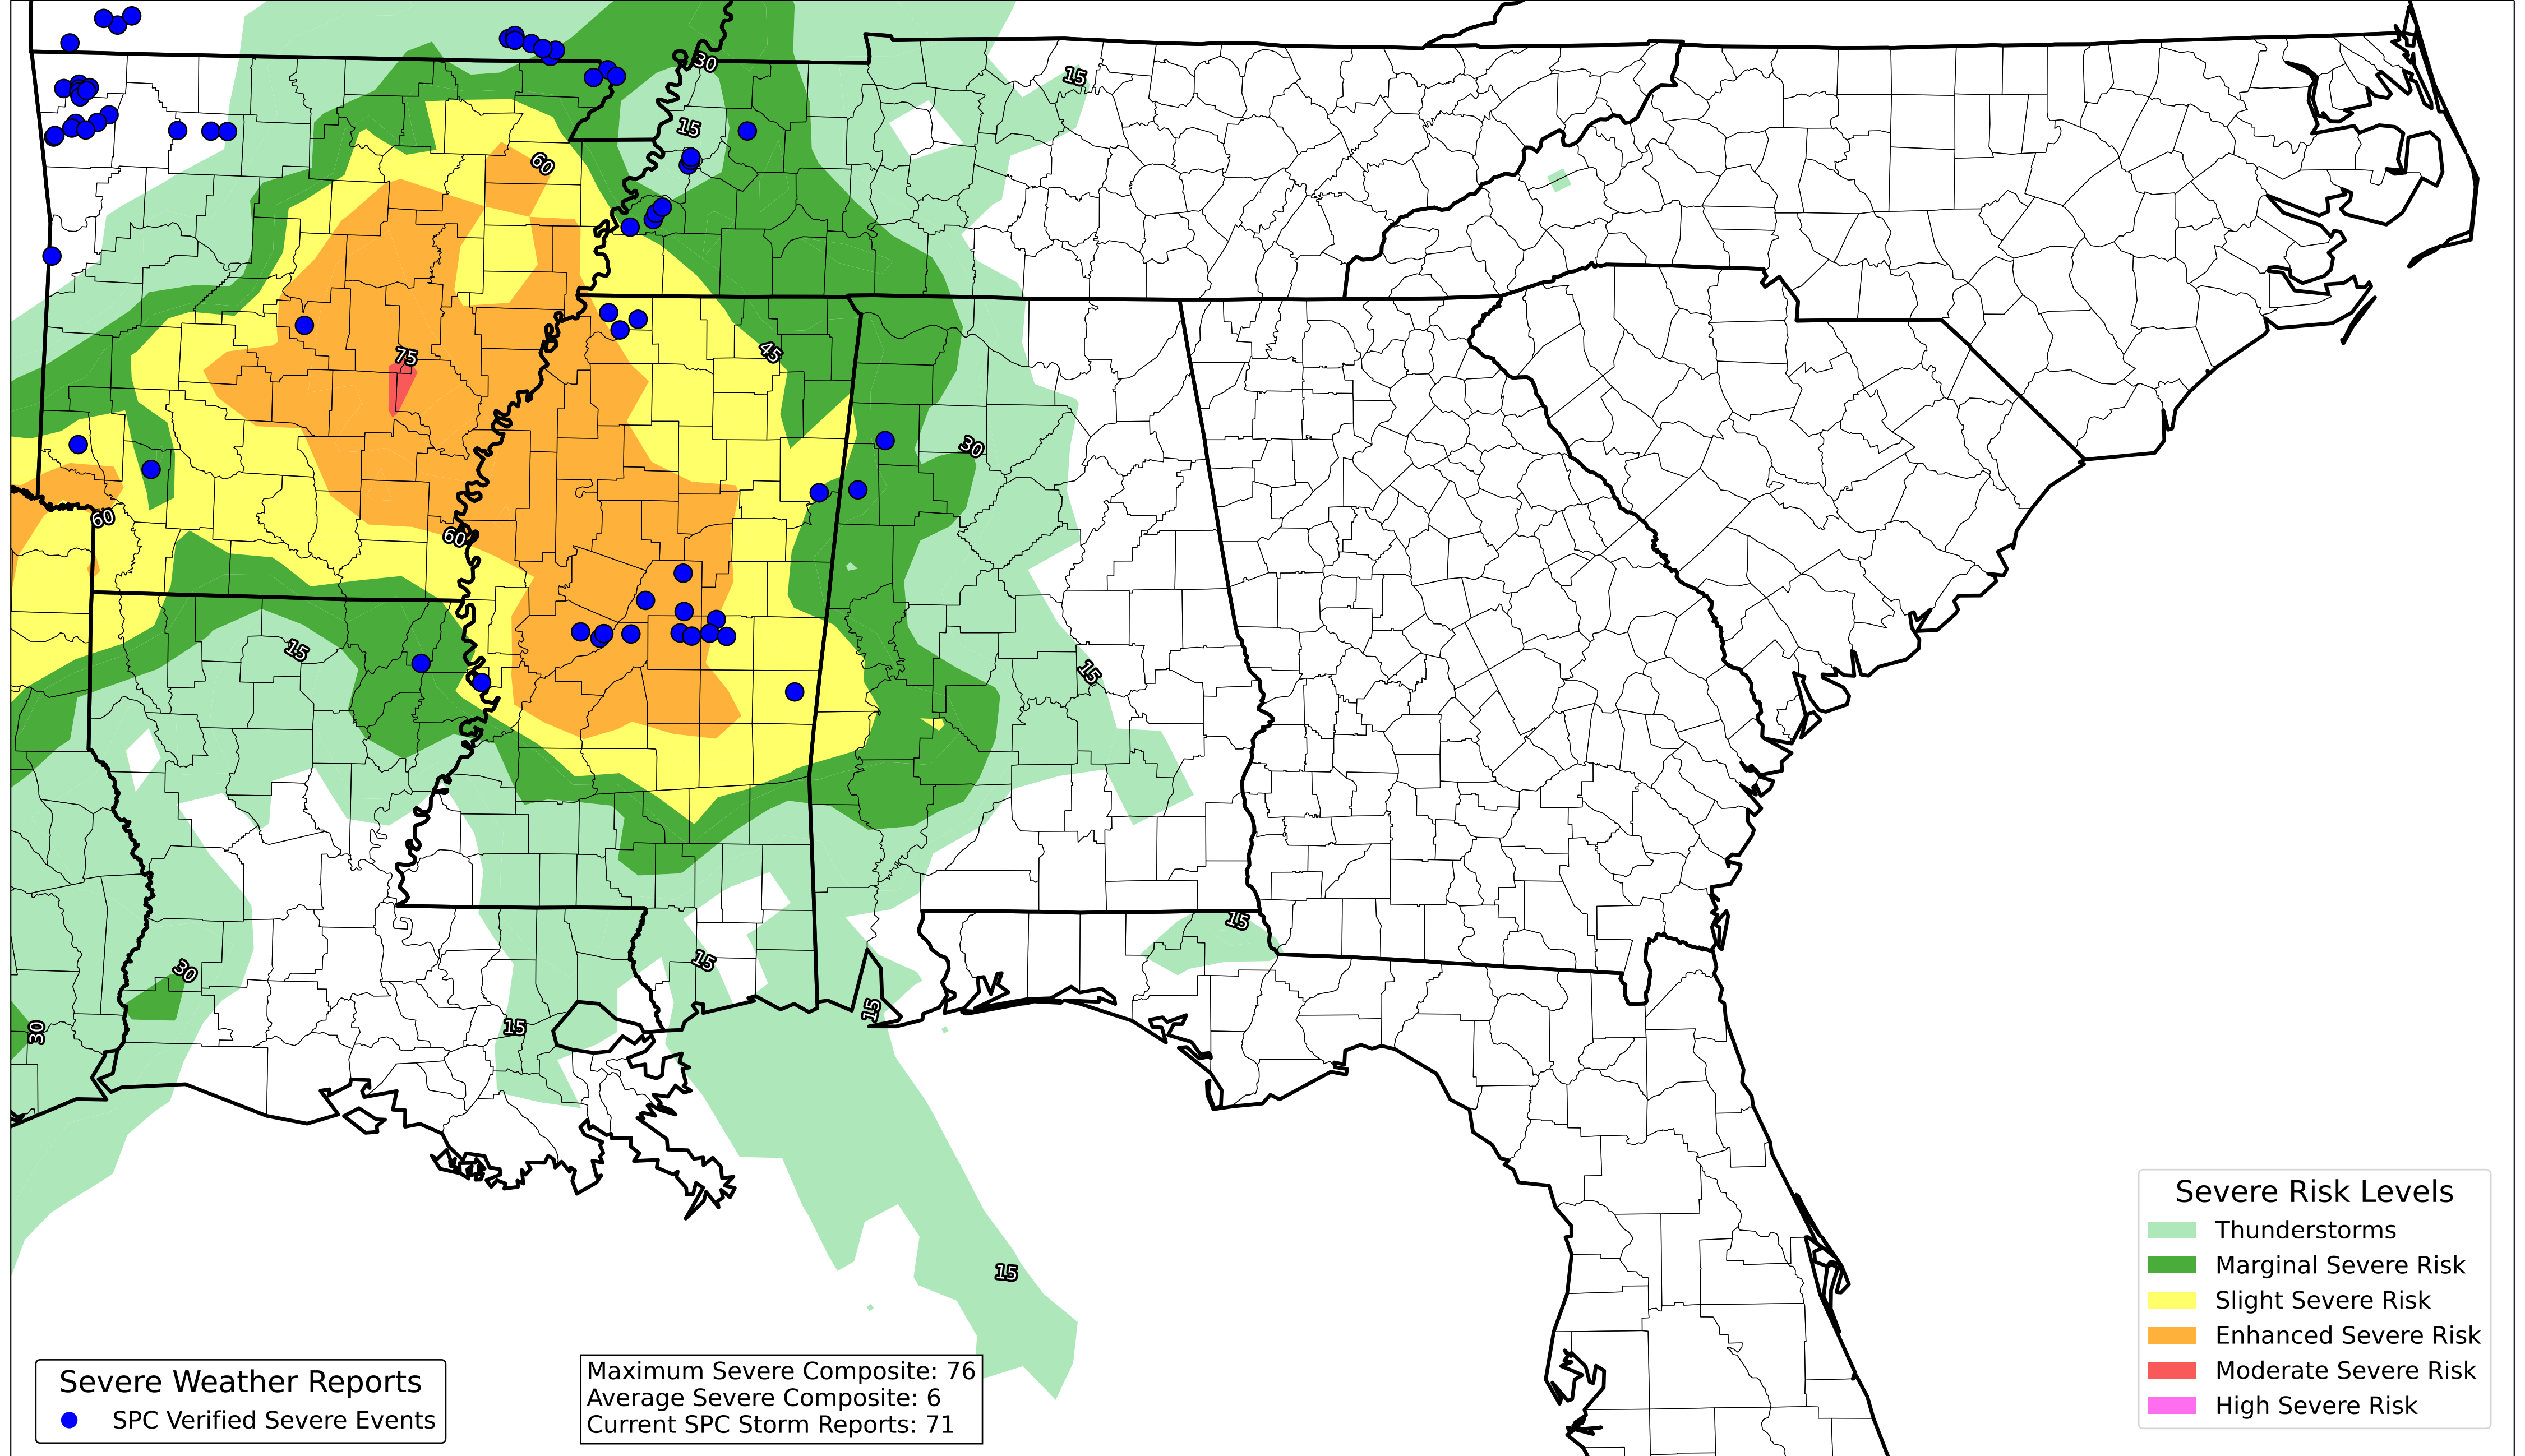 30
15
15
60
75
45
30
60
60
15
15
15
15
30
15
15
30
15
Severe Risk Levels
Thunderstorms
Marginal Severe Risk
Slight Severe Risk
Enhanced Severe Risk
Moderate Severe Risk
High Severe Risk
Severe Weather Reports
SPC Verified Severe Events
Maximum Severe Composite: 76
Average Severe Composite: 6
Current SPC Storm Reports: 71